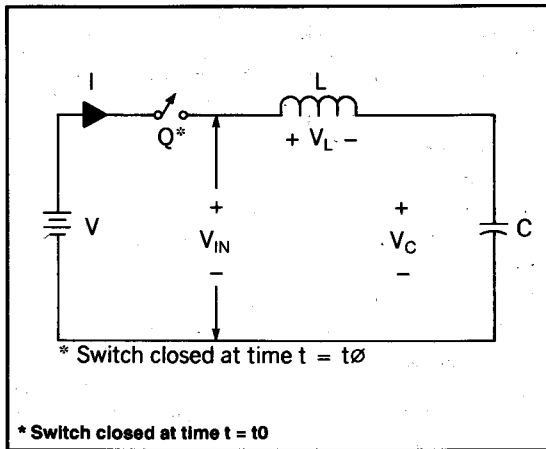 I
L
Q*
+ V_L −
V
+
V_IN
−
+
V_C
−
C
* Switch closed at time t = tØ
* Switch closed at time t = t0